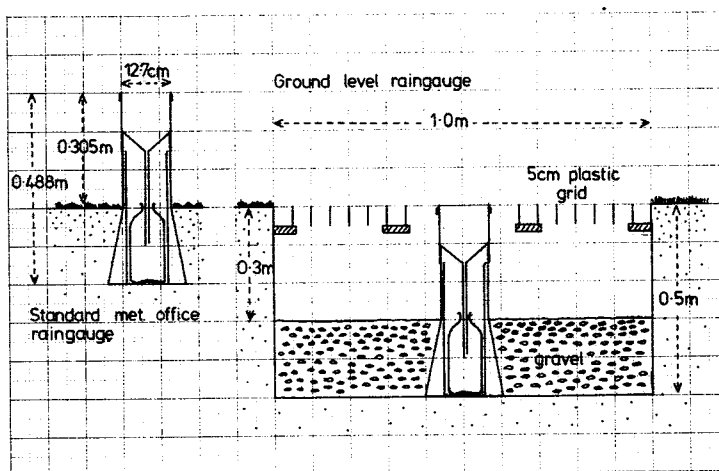 12·7cm
Ground level raingauge
1·0m
0·305m
0·488m
5cm plastic
grid
0·3m
0·5m
Standard met office
raingauge
gravel